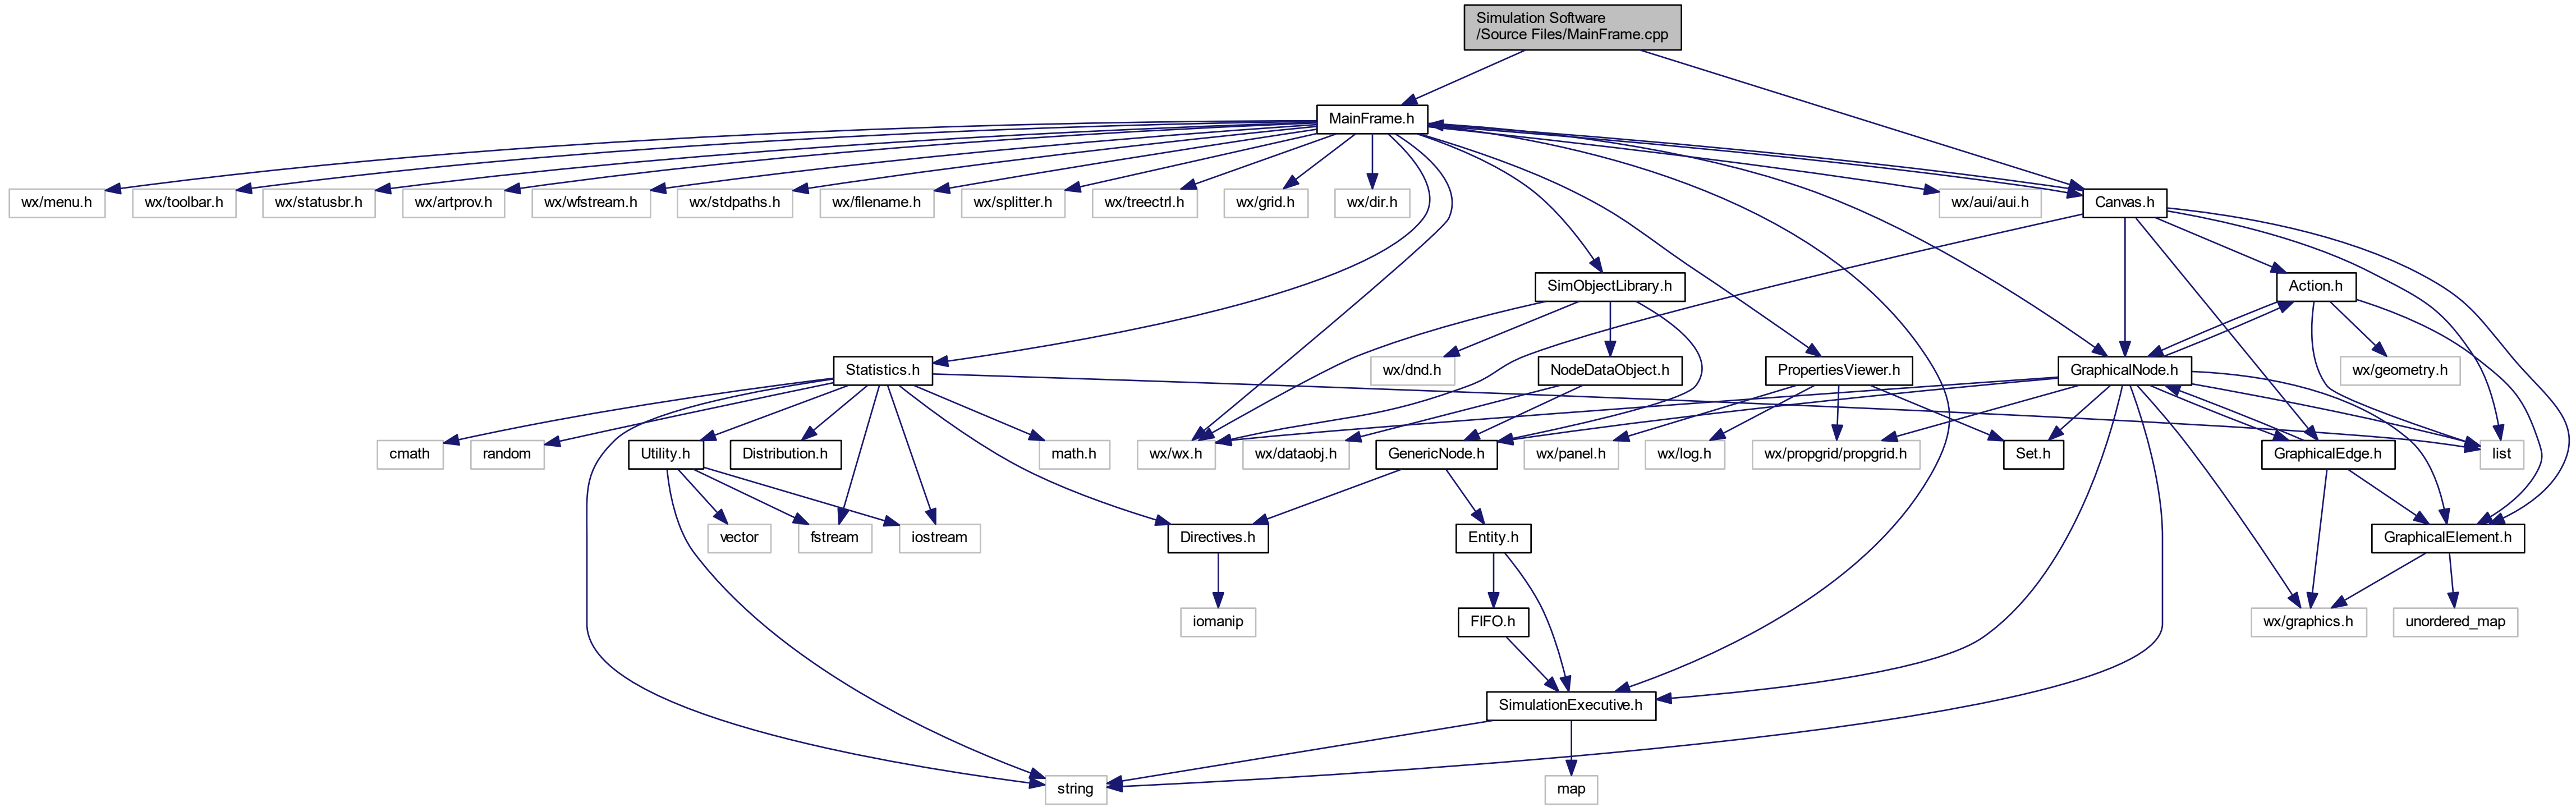 Simulation Software
/Source Files/MainFrame.cpp
MainFrame.h
wx/menu.h
wx/toolbar.h
wx/statusbr.h
wx/artprov.h
wx/wfstream.h
wx/stdpaths.h
wx/filename.h
wx/splitter.h
wx/treectrl.h
wx/grid.h
wx/dir.h
wx/aui/aui.h
Canvas.h
SimObjectLibrary.h
Action.h
Statistics.h
wx/dnd.h
NodeDataObject.h
PropertiesViewer.h
GraphicalNode.h
wx/geometry.h
cmath
random
Utility.h
Distribution.h
math.h
wx/wx.h
wx/dataobj.h
GenericNode.h
wx/panel.h
wx/log.h
wx/propgrid/propgrid.h
Set.h
GraphicalEdge.h
list
vector
fstream
iostream
Directives.h
Entity.h
GraphicalElement.h
iomanip
FIFO.h
wx/graphics.h
unordered_map
SimulationExecutive.h
string
map